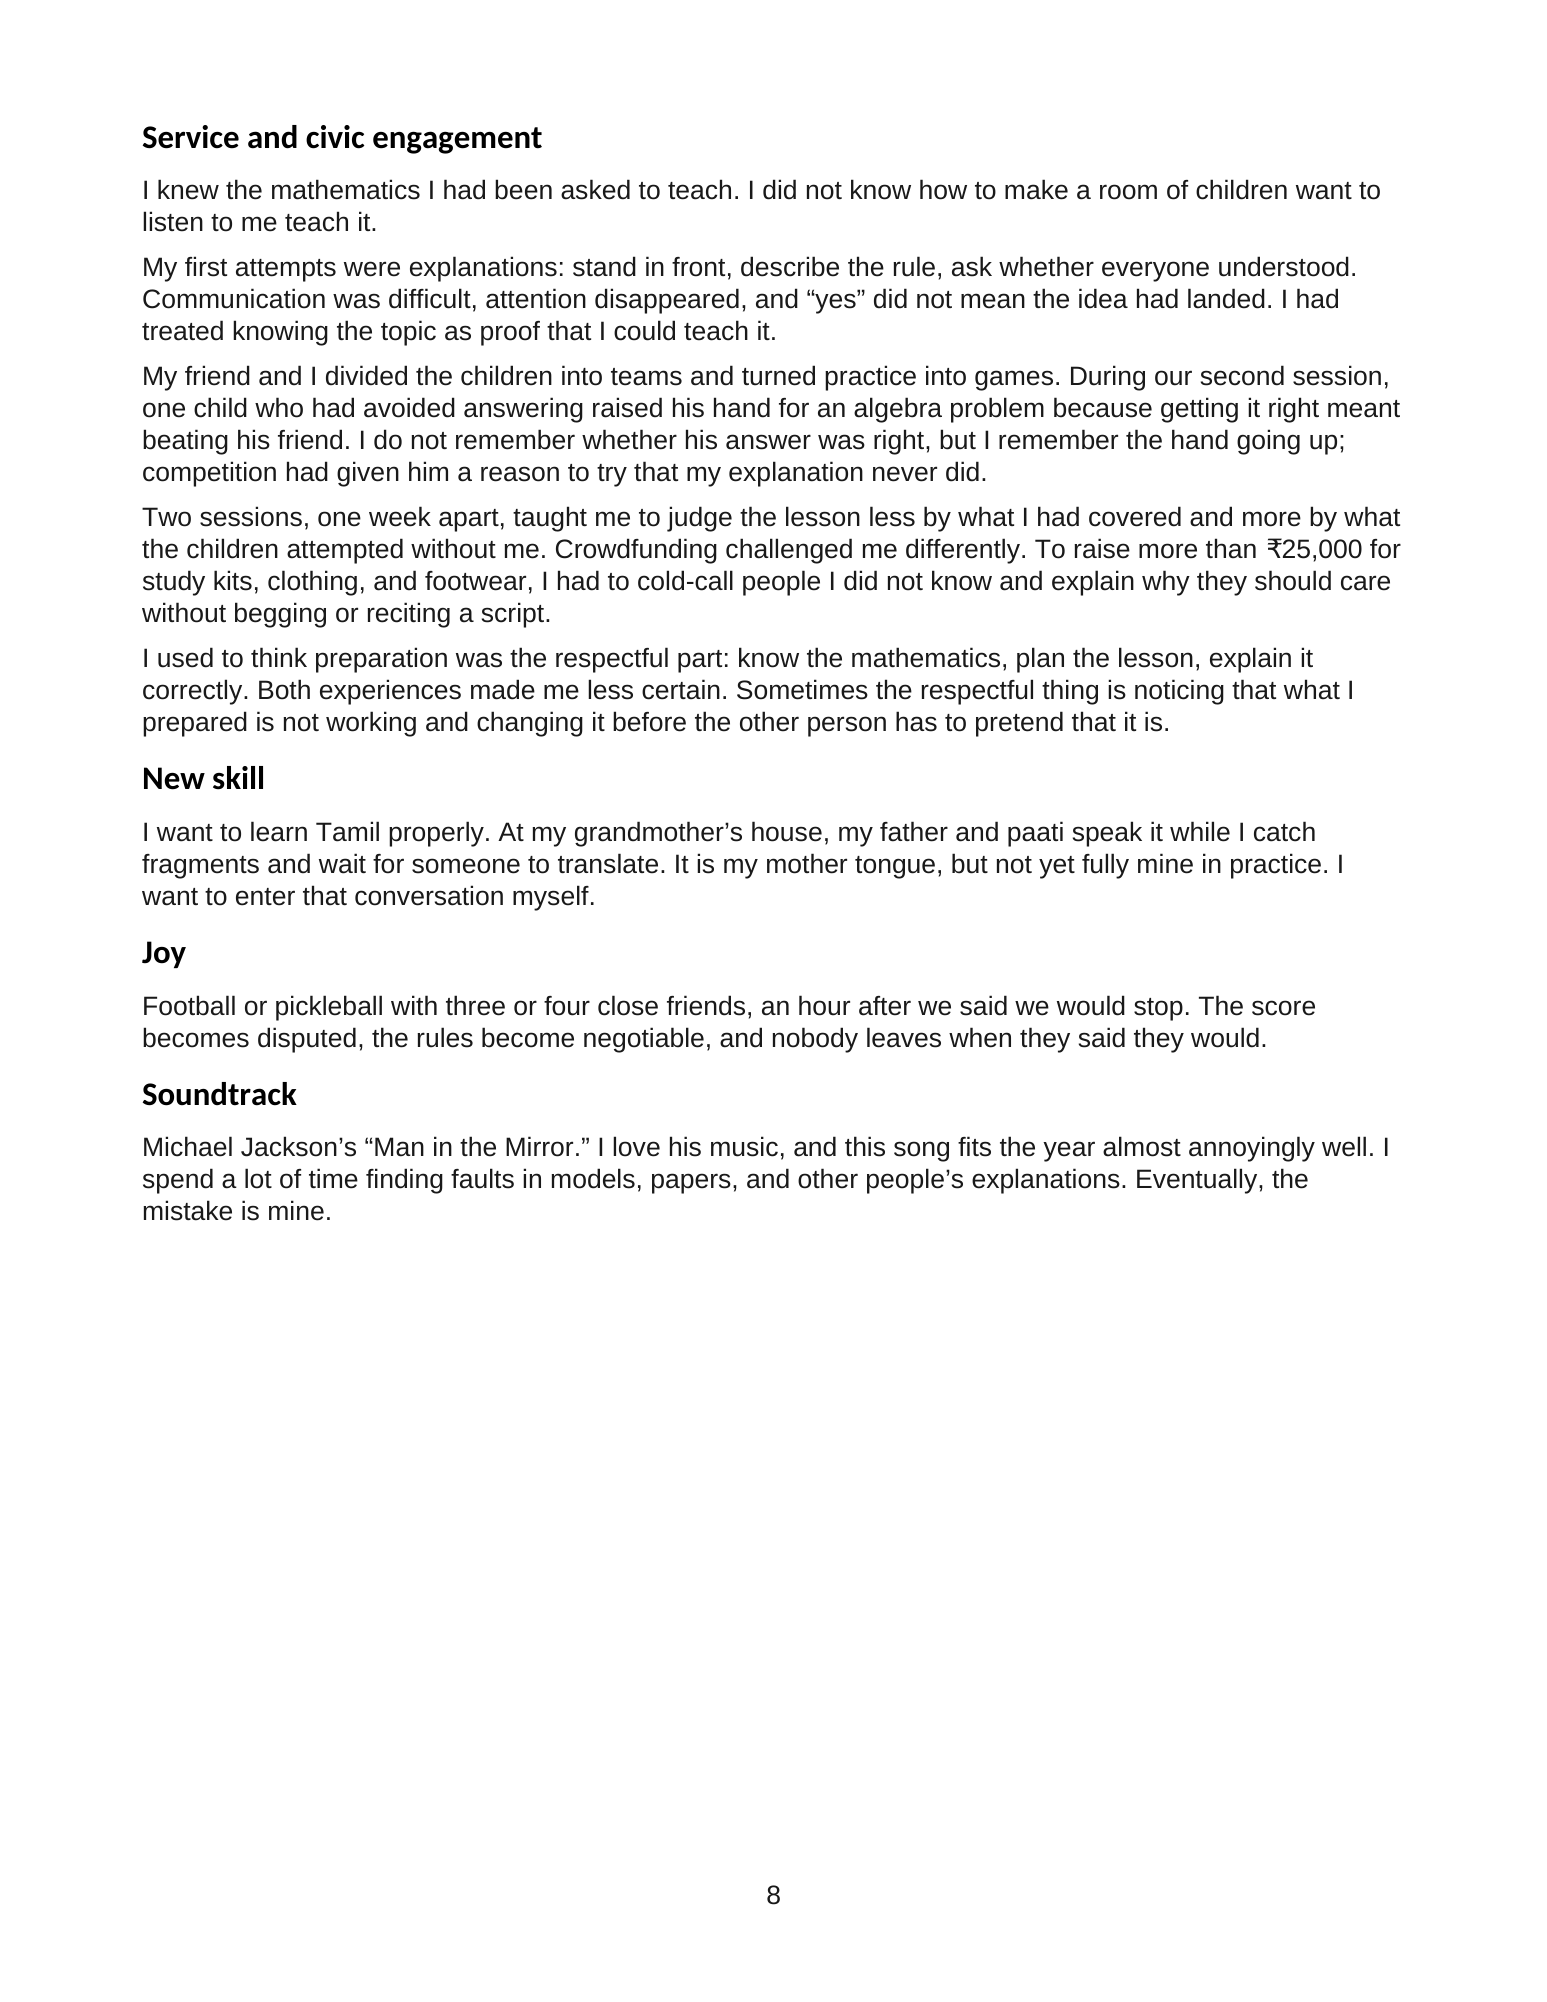 Service and civic engagement
I knew the mathematics I had been asked to teach. I did not know how to make a room of children want to
listen to me teach it.
My first attempts were explanations: stand in front, describe the rule, ask whether everyone understood.
Communication was difficult, attention disappeared, and “yes” did not mean the idea had landed. I had
treated knowing the topic as proof that I could teach it.
My friend and I divided the children into teams and turned practice into games. During our second session,
one child who had avoided answering raised his hand for an algebra problem because getting it right meant
beating his friend. I do not remember whether his answer was right, but I remember the hand going up;
competition had given him a reason to try that my explanation never did.
Two sessions, one week apart, taught me to judge the lesson less by what I had covered and more by what
the children attempted without me. Crowdfunding challenged me differently. To raise more than ₹25,000 for
study kits, clothing, and footwear, I had to cold-call people I did not know and explain why they should care
without begging or reciting a script.
I used to think preparation was the respectful part: know the mathematics, plan the lesson, explain it
correctly. Both experiences made me less certain. Sometimes the respectful thing is noticing that what I
prepared is not working and changing it before the other person has to pretend that it is.
New skill
I want to learn Tamil properly. At my grandmother’s house, my father and paati speak it while I catch
fragments and wait for someone to translate. It is my mother tongue, but not yet fully mine in practice. I
want to enter that conversation myself.
Joy
Football or pickleball with three or four close friends, an hour after we said we would stop. The score
becomes disputed, the rules become negotiable, and nobody leaves when they said they would.
Soundtrack
Michael Jackson’s “Man in the Mirror.” I love his music, and this song fits the year almost annoyingly well. I
spend a lot of time finding faults in models, papers, and other people’s explanations. Eventually, the
mistake is mine.
8